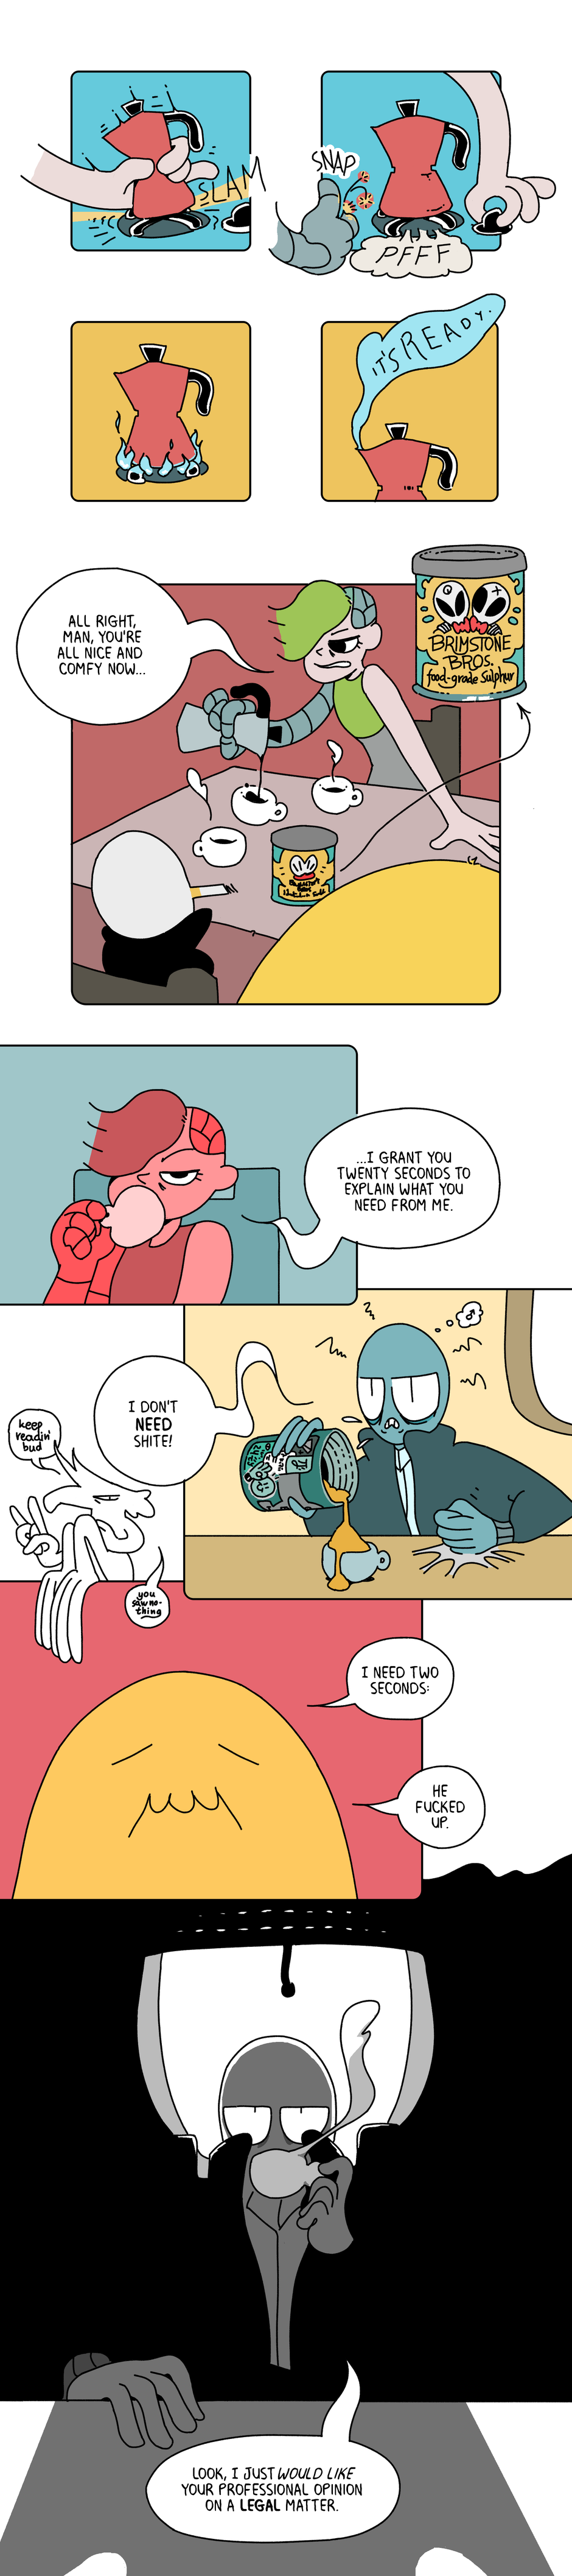 SLAM
SNAP
PFFF
IT'S READY.
ALL RIGHT,
MAN, YOU'RE
ALL NICE AND
COMFY NOW...
BRIMSTONE
BROS.
food-grade Sulphur
...I GRANT YOU
TWENTY SECONDS TO
EXPLAIN WHAT YOU
NEED FROM ME.
I DON'T
NEED
SHITE!
keep
readin'
bud
you
saw no-
thing
I NEED TWO
SECONDS:
HE
FUCKED
UP.
LOOK, I JUST WOULD LIKE
YOUR PROFESSIONAL OPINION
ON A LEGAL MATTER.